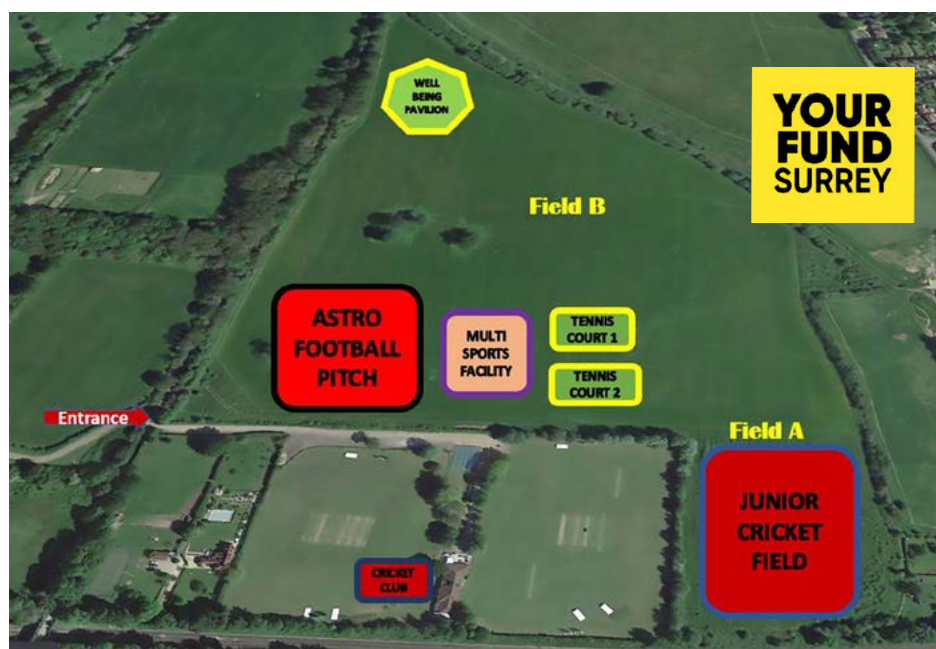 WELL
BEING
PAVILION
YOUR
FUND
SURREY
Field B
ASTRO
FOOTBALL
PITCH
MULTI
SPORTS
FACILITY
TENNIS
COURT 1
TENNIS
COURT 2
Entrance
Field A
JUNIOR
CRICKET
FIELD
CRICKET
CLUB